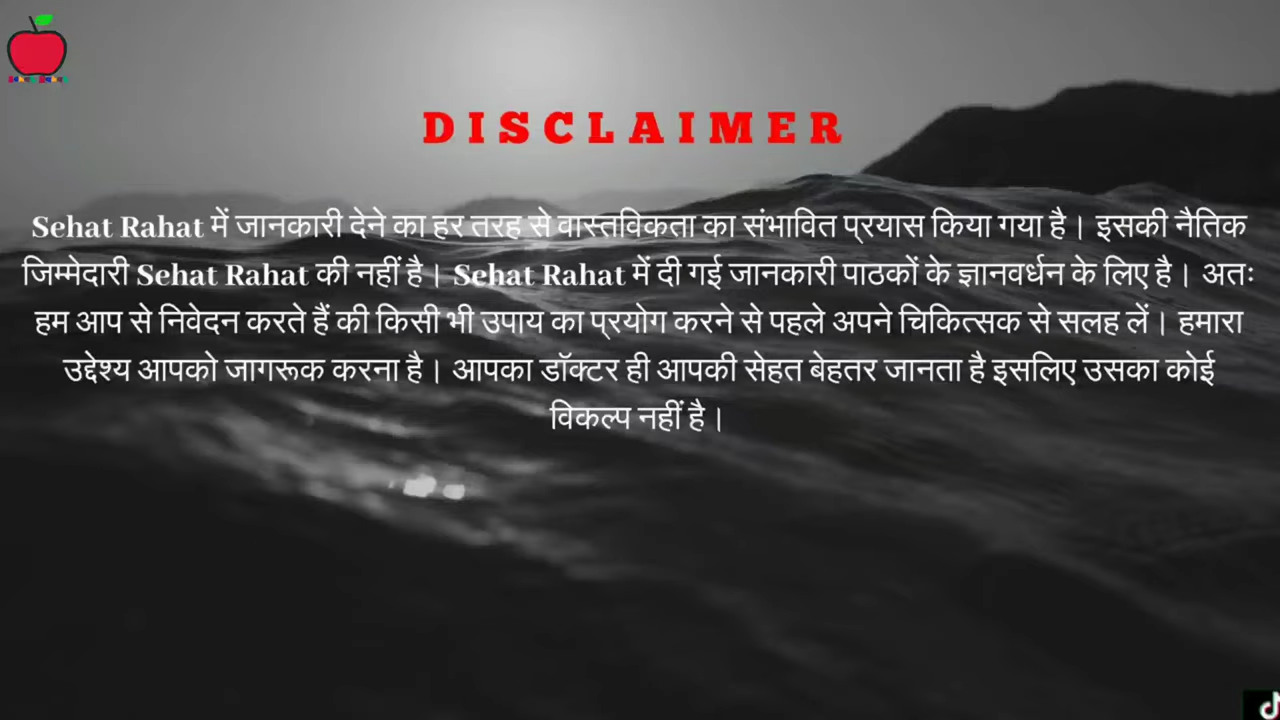 DISCLAIMER
Sehat Rahat में जानकारी देने का हर तरह से वास्तविकता का संभावित प्रयास किया गया है। इसकी नैतिक
जिम्मेदारी Sehat Rahat की नहीं है। Sehat Rahat में दी गई जानकारी पाठकों के ज्ञानवर्धन के लिए है। अतः
हम आप से निवेदन करते हैं की किसी भी उपाय का प्रयोग करने से पहले अपने चिकित्सक से सलह लें। हमारा
उद्देश्य आपको जागरूक करना है। आपका डॉक्टर ही आपकी सेहत बेहतर जानता है इसलिए उसका कोई
विकल्प नहीं है।